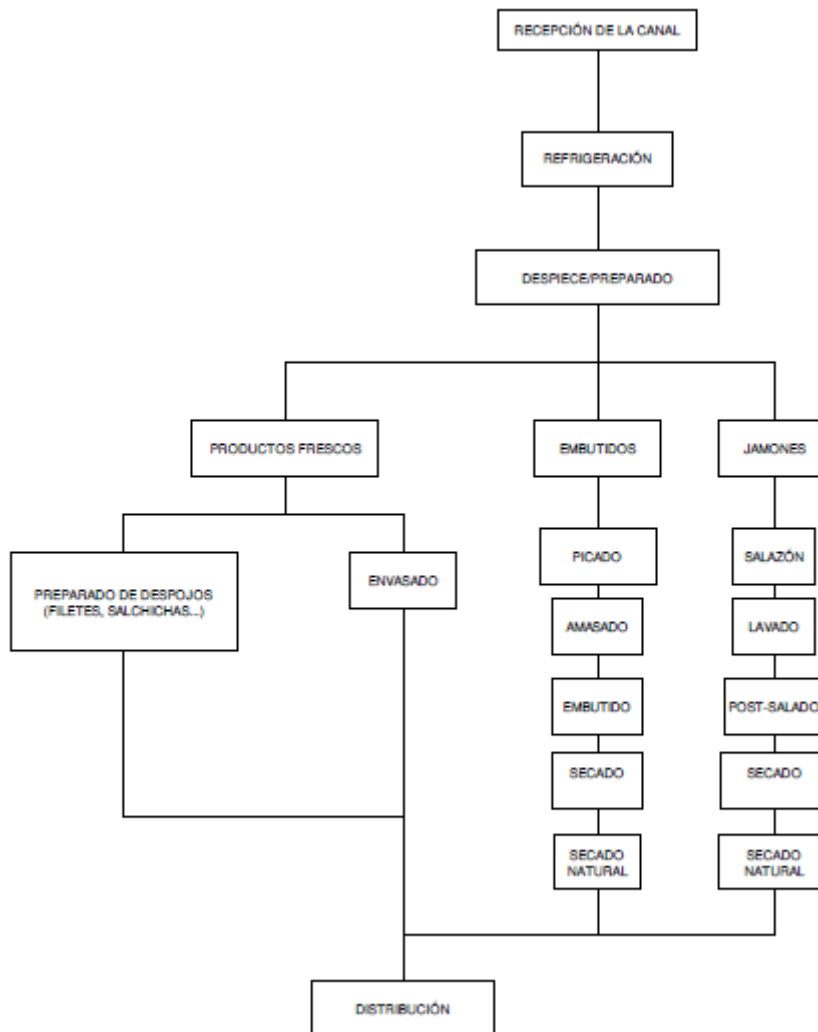 RECEPCIÓN DE LA CANAL
REFRIGERACIÓN
DESPIECE/PREPARADO
PRODUCTOS FRESCOS
EMBUTIDOS
JAMONES
PREPARADO DE DESPOJOS
(FILETES, SALCHICHAS...)
ENVASADO
PICADO
SALAZÓN
AMASADO
LAVADO
EMBUTIDO
POST-SALADO
SECADO
SECADO
SECADO
NATURAL
SECADO
NATURAL
DISTRIBUCIÓN